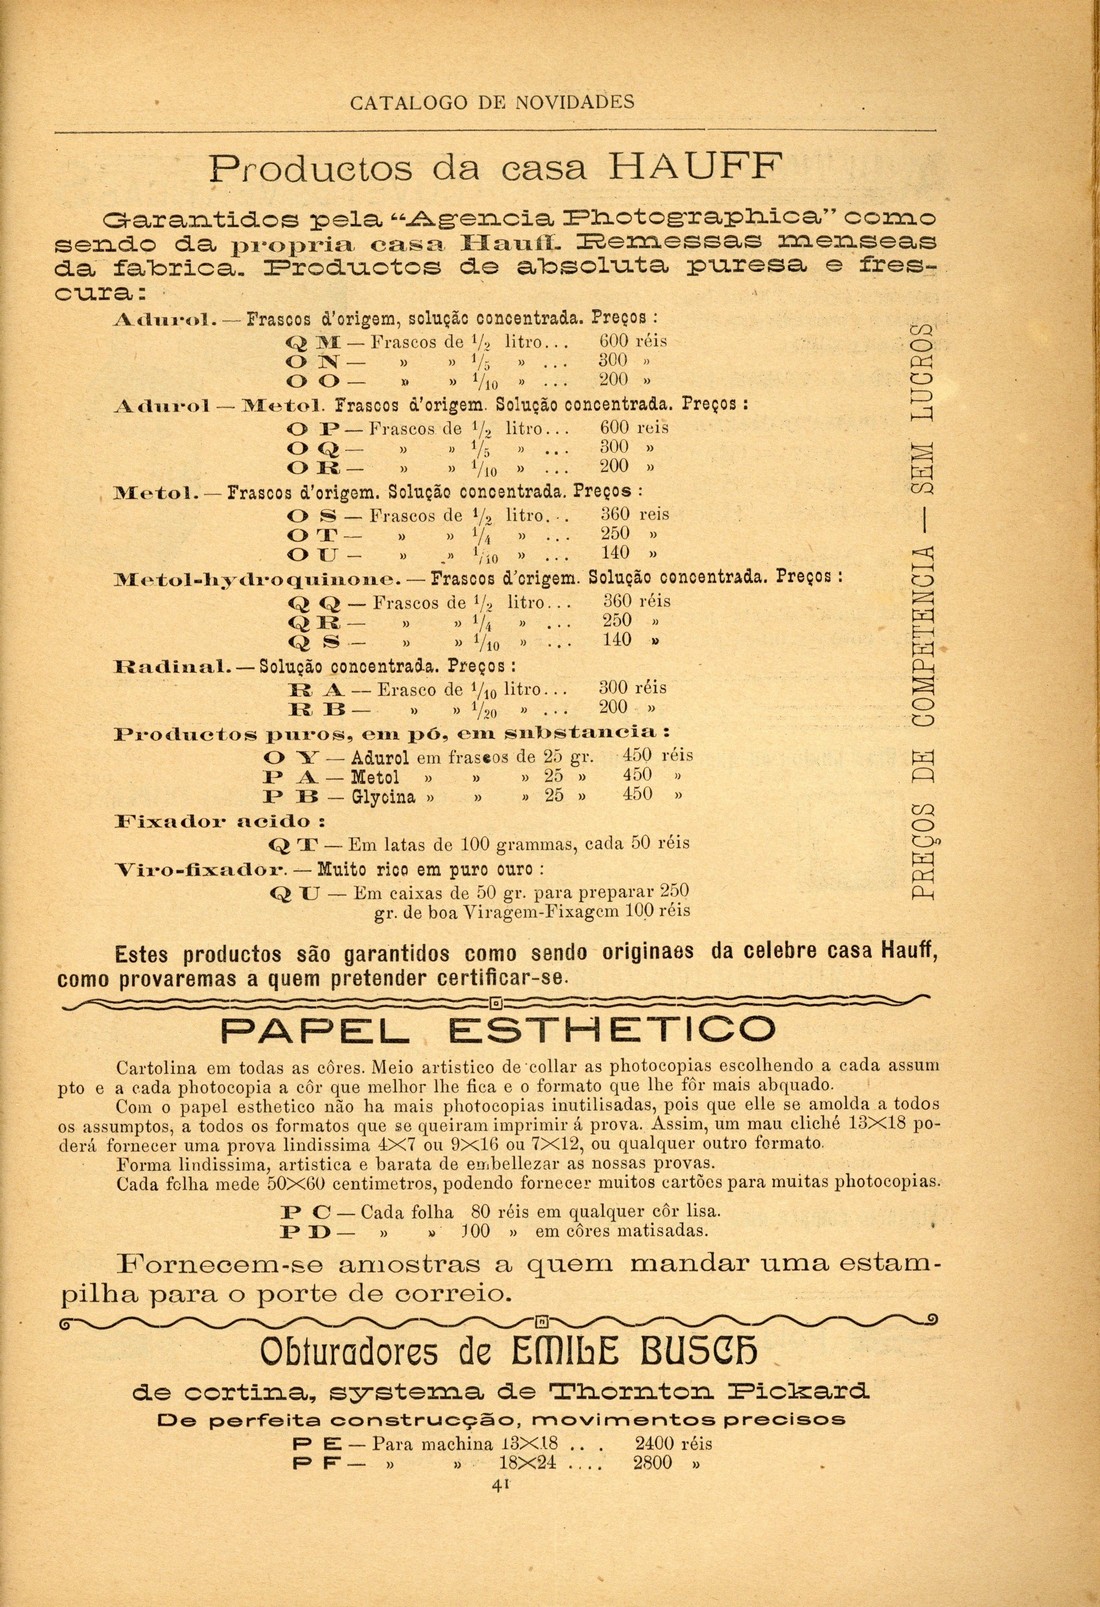 CATALOGO DE NOVIDADES
Productos da casa HAUFF
Garantidos pela “Agencia Photographica” como
sendo da propria casa Hauff. Remessas menseas
da fabrica. Productos de absoluta puresa e fres-
cura:
Adurol. — Frascos d'origem, solução concentrada. Preços :
Q M — Frascos de 1/2 litro... 600 réis
O N — » » 1/5 » ... 300 »
O O — » » 1/10 » ... 200 »
Adurol — Metol. Frascos d'origem. Solução concentrada. Preços :
O P — Frascos de 1/2 litro... 600 reis
O Q — » » 1/5 » ... 300 »
O R — » » 1/10 » ... 200 »
Metol. — Frascos d'origem. Solução concentrada. Preços :
O S — Frascos de 1/2 litro... 360 reis
O T — » » 1/4 » ... 250 »
O U — » » 1/10 » ... 140 »
Metol-hydroquinone. — Frascos d'origem. Solução concentrada. Preços :
Q Q — Frascos de 1/2 litro... 360 réis
Q R — » » 1/4 » ... 250 »
Q S — » » 1/10 » ... 140 »
Radinal. — Solução concentrada. Preços :
R A — Erasco de 1/10 litro... 300 réis
R B — » » 1/20 » ... 200 »
Productos puros, em pó, em substancia :
O Y — Adurol em frascos de 25 gr. 450 réis
P A — Metol » » » 25 » 450 »
P B — Glycina » » » 25 » 450 »
Fixador acido :
Q T — Em latas de 100 grammas, cada 50 réis
Viro-fixador. — Muito rico em puro ouro :
Q U — Em caixas de 50 gr. para preparar 250
gr. de boa Viragem-Fixagem 100 réis
PREÇOS DE COMPETENCIA — SEM LUCROS
Estes productos são garantidos como sendo originaes da celebre casa Hauff,
como provaremas a quem pretender certificar-se.
PAPEL ESTHETICO
Cartolina em todas as côres. Meio artistico de collar as photocopias escolhendo a cada assum
pto e a cada photocopia a côr que melhor lhe fica e o formato que lhe fôr mais abquado.
Com o papel esthetico não ha mais photocopias inutilisadas, pois que elle se amolda a todos
os assumptos, a todos os formatos que se queiram imprimir á prova. Assim, um mau cliché 13X18 po-
derá fornecer uma prova lindissima 4X7 ou 9X16 ou 7X12, ou qualquer outro formato.
Forma lindissima, artistica e barata de embellezar as nossas provas.
Cada folha mede 50X60 centimetros, podendo fornecer muitos cartões para muitas photocopias.
P C — Cada folha 80 réis em qualquer côr lisa.
P D — » » 100 » em côres matisadas.
Fornecem-se amostras a quem mandar uma estam-
pilha para o porte de correio.
Obturadores de EMILE BUSCH
de cortina, systema de Thornton Pickard
De perfeita construcção, movimentos precisos
P E — Para machina 13X18 .. . 2400 réis
P F — » » 18X24 .... 2800 »
41